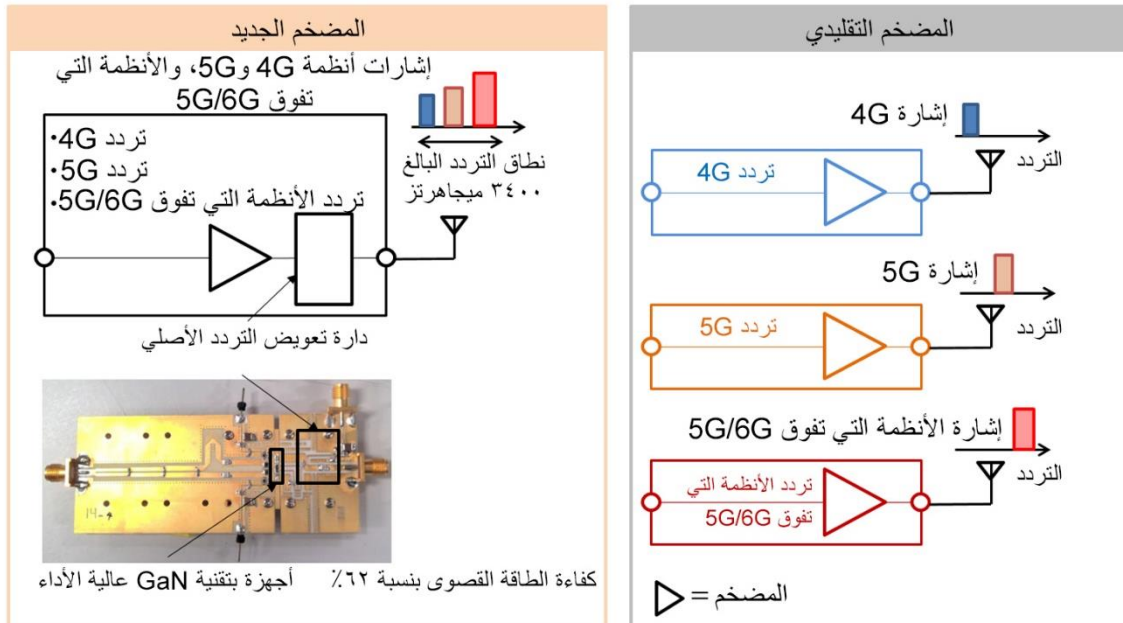 المضخم التقليدي
إشارة 4G
التردد
تردد 4G
إشارة 5G
التردد
تردد 5G
إشارة الأنظمة التي تفوق 5G/6G
التردد
تردد الأنظمة التي
تفوق 5G/6G
= المضخم
المضخم الجديد
إشارات أنظمة 4G و5G، والأنظمة التي
تفوق 5G/6G
•تردد 4G
•تردد 5G
•تردد الأنظمة التي تفوق 5G/6G
نطاق التردد البالغ
٣٤٠٠ ميجاهرتز
دارة تعويض التردد الأصلي
كفاءة الطاقة القصوى بنسبة ٦٢٪
أجهزة بتقنية GaN عالية الأداء